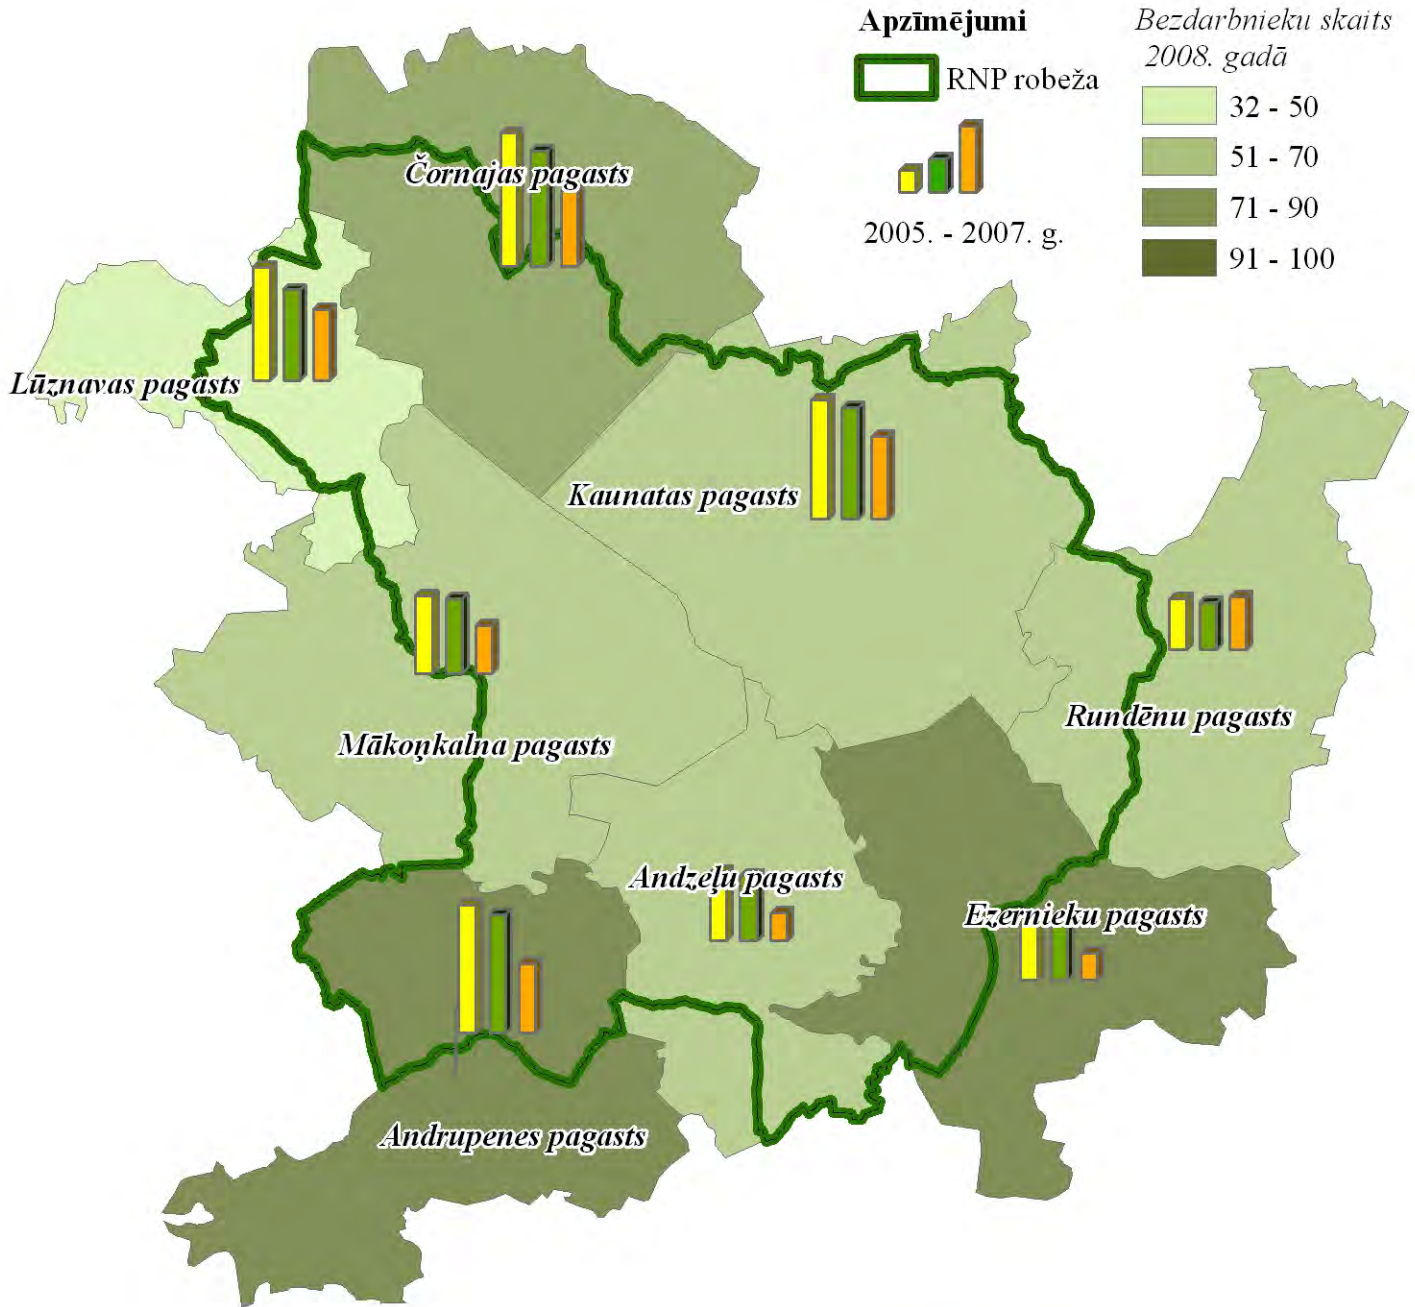 Apzīmējumi
RNP robeža
2005. - 2007. g.
Bezdarbnieku skaits
2008. gadā
32 - 50
51 - 70
71 - 90
91 - 100
Čornajas pagasts
Lūznavas pagasts
Kaunatas pagasts
Rundēnu pagasts
Mākoņkalna pagasts
Andzeļu pagasts
Ezernieku pagasts
Andrupenes pagasts